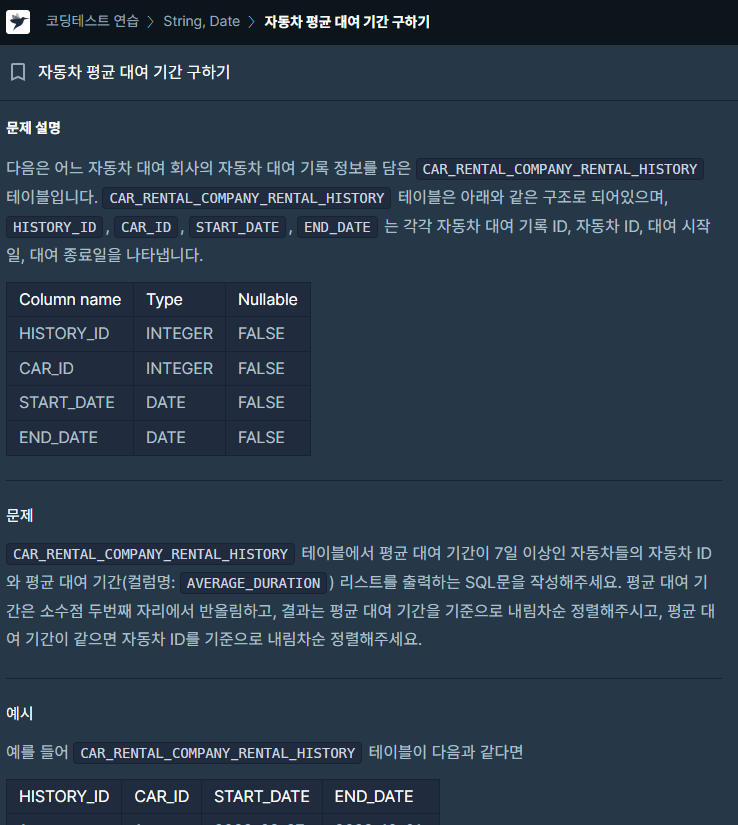 코딩테스트 연습 > String, Date > 자동차 평균 대여 기간 구하기
자동차 평균 대여 기간 구하기
문제 설명
다음은 어느 자동차 대여 회사의 자동차 대여 기록 정보를 담은 CAR_RENTAL_COMPANY_RENTAL_HISTORY
테이블입니다. CAR_RENTAL_COMPANY_RENTAL_HISTORY 테이블은 아래와 같은 구조로 되어있으며,
HISTORY_ID , CAR_ID , START_DATE , END_DATE 는 각각 자동차 대여 기록 ID, 자동차 ID, 대여 시작
일, 대여 종료일을 나타냅니다.
Column name Type Nullable
HISTORY_ID INTEGER FALSE
CAR_ID INTEGER FALSE
START_DATE DATE FALSE
END_DATE DATE FALSE
문제
CAR_RENTAL_COMPANY_RENTAL_HISTORY 테이블에서 평균 대여 기간이 7일 이상인 자동차들의 자동차 ID
와 평균 대여 기간(컬럼명: AVERAGE_DURATION ) 리스트를 출력하는 SQL문을 작성해주세요. 평균 대여 기
간은 소수점 두번째 자리에서 반올림하고, 결과는 평균 대여 기간을 기준으로 내림차순 정렬해주시고, 평균 대
여 기간이 같으면 자동차 ID를 기준으로 내림차순 정렬해주세요.
예시
예를 들어 CAR_RENTAL_COMPANY_RENTAL_HISTORY 테이블이 다음과 같다면
HISTORY_ID CAR_ID START_DATE END_DATE